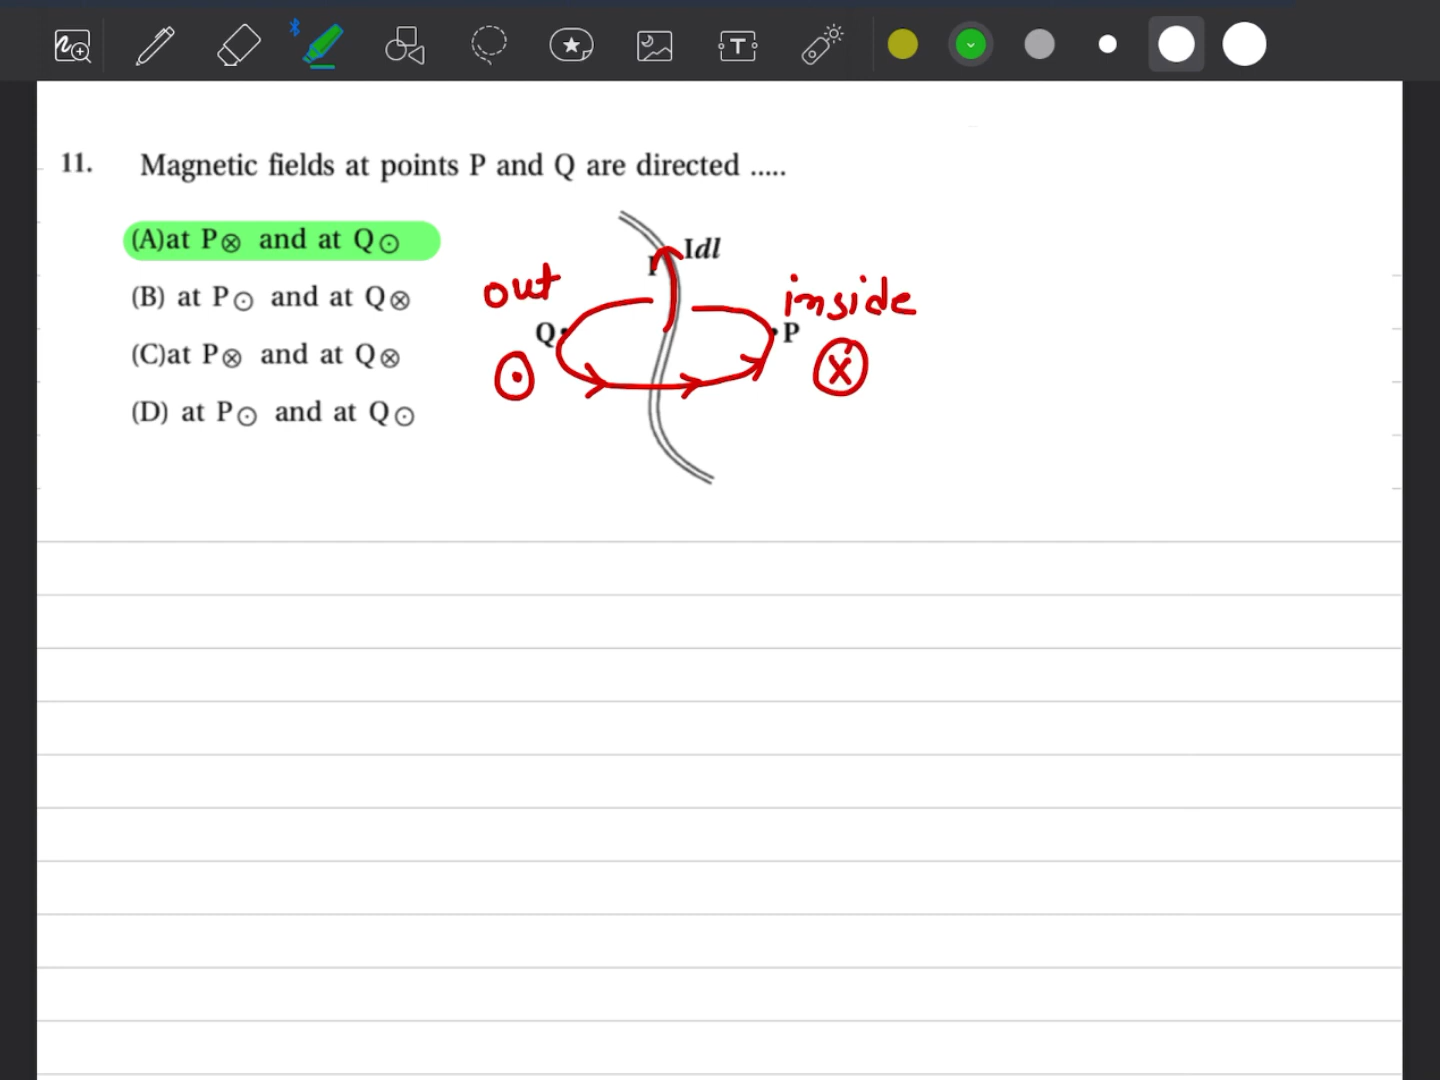 11. Magnetic fields at points P and Q are directed .....
(A)at P⊗ and at Q⊙
(B) at P⊙ and at Q⊗
(C)at P⊗ and at Q⊗
(D) at P⊙ and at Q⊙
Idl
out
inside
Q
P